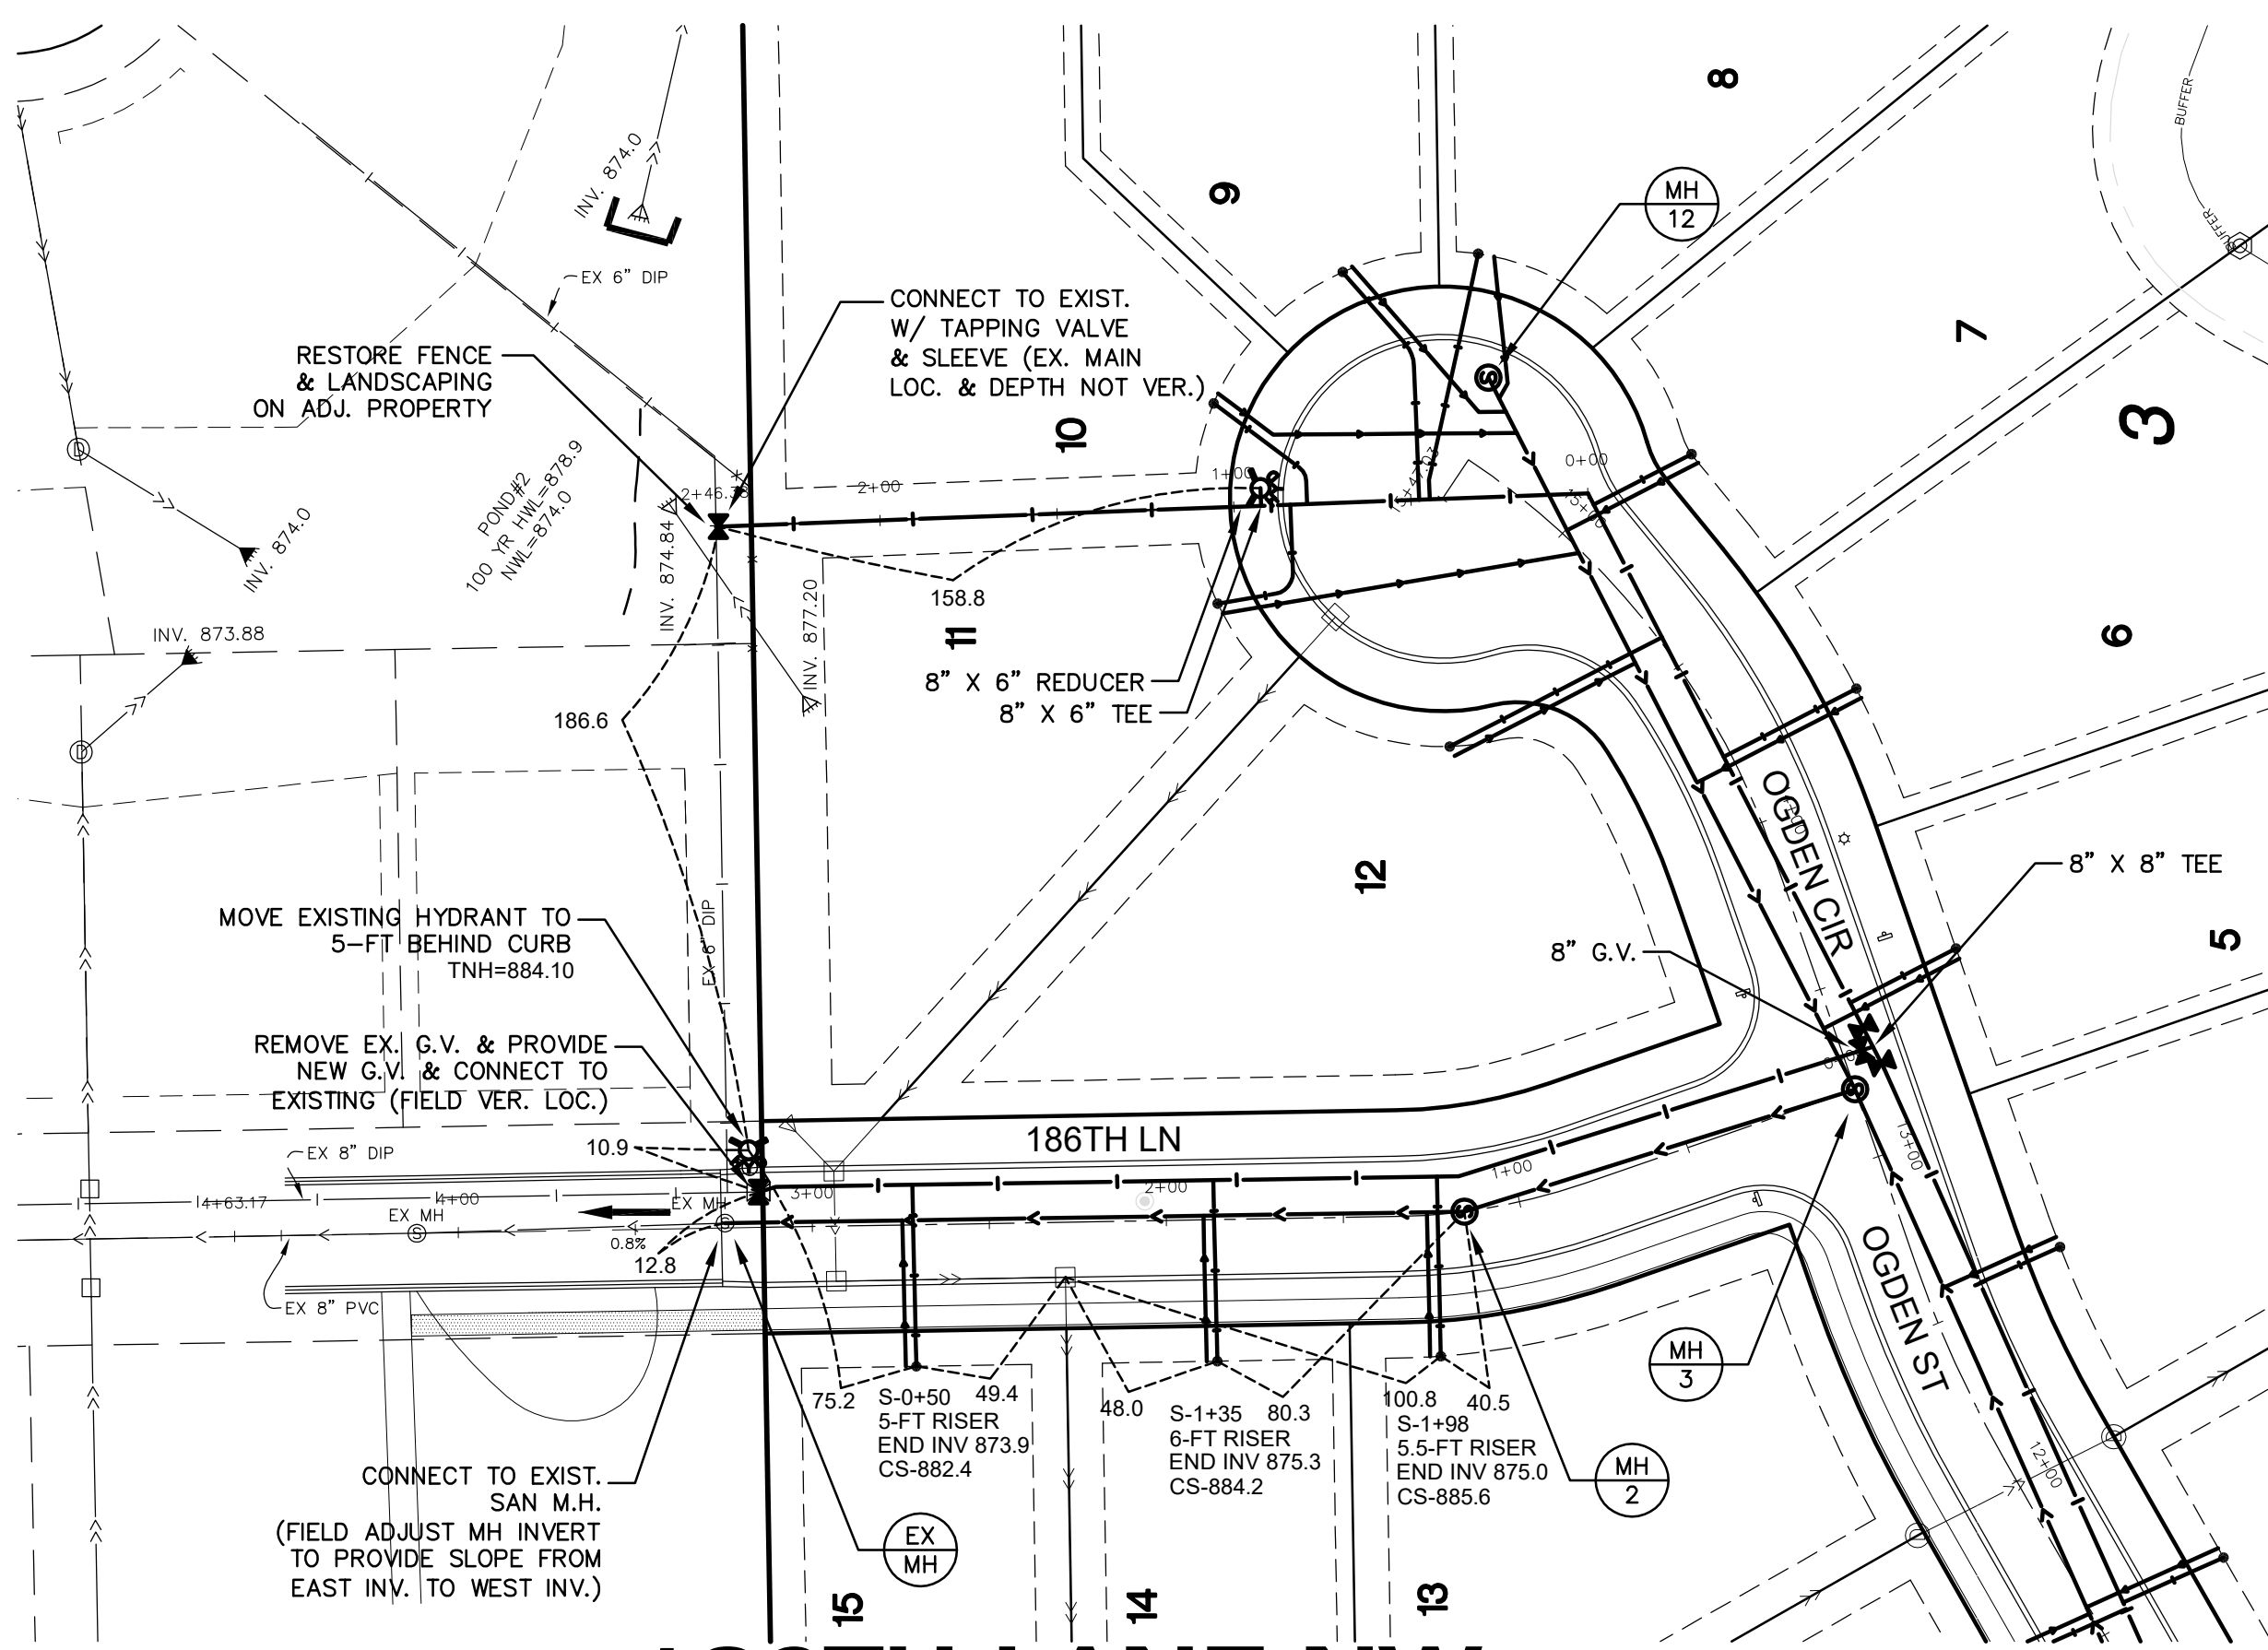 8
BUFFER
INV. 874.0
9
MH
12
BUFFER
EX 6” DIP
CONNECT TO EXIST.
W/ TAPPING VALVE
& SLEEVE (EX. MAIN
LOC. & DEPTH NOT VER.)
7
RESTORE FENCE
& LANDSCAPING
ON ADJ. PROPERTY
3
10
POND#2
100 YR HWL=878.9
NWL=874.0
2+00
1+00
0+00
INV. 874.0
INV. 874.84
INV. 877.20
158.8
11
INV. 873.88
6
8” X 6” REDUCER
8” X 6” TEE
186.6
OGDEN CIR
12
8” X 8” TEE
MOVE EXISTING HYDRANT TO
5–FT BEHIND CURB
TNH=884.10
EX 6” DIP
8” G.V.
5
REMOVE EX. G.V. & PROVIDE
NEW G.V. & CONNECT TO
EXISTING (FIELD VER. LOC.)
186TH LN
10.9
EX 8” DIP
13+00
4+63.17
4+00
EX MH
EX MH
3+00
2+00
1+00
0.8%
12.8
EX 8” PVC
OGDEN ST
MH
3
75.2
S-0+50
5-FT RISER
END INV 873.9
CS-882.4
49.4
48.0
S-1+35
6-FT RISER
END INV 875.3
CS-884.2
80.3
100.8
40.5
S-1+98
5.5-FT RISER
END INV 875.0
CS-885.6
12+00
MH
2
CONNECT TO EXIST.
SAN M.H.
(FIELD ADJUST MH INVERT
TO PROVIDE SLOPE FROM
EAST INV. TO WEST INV.)
EX
MH
15
14
13